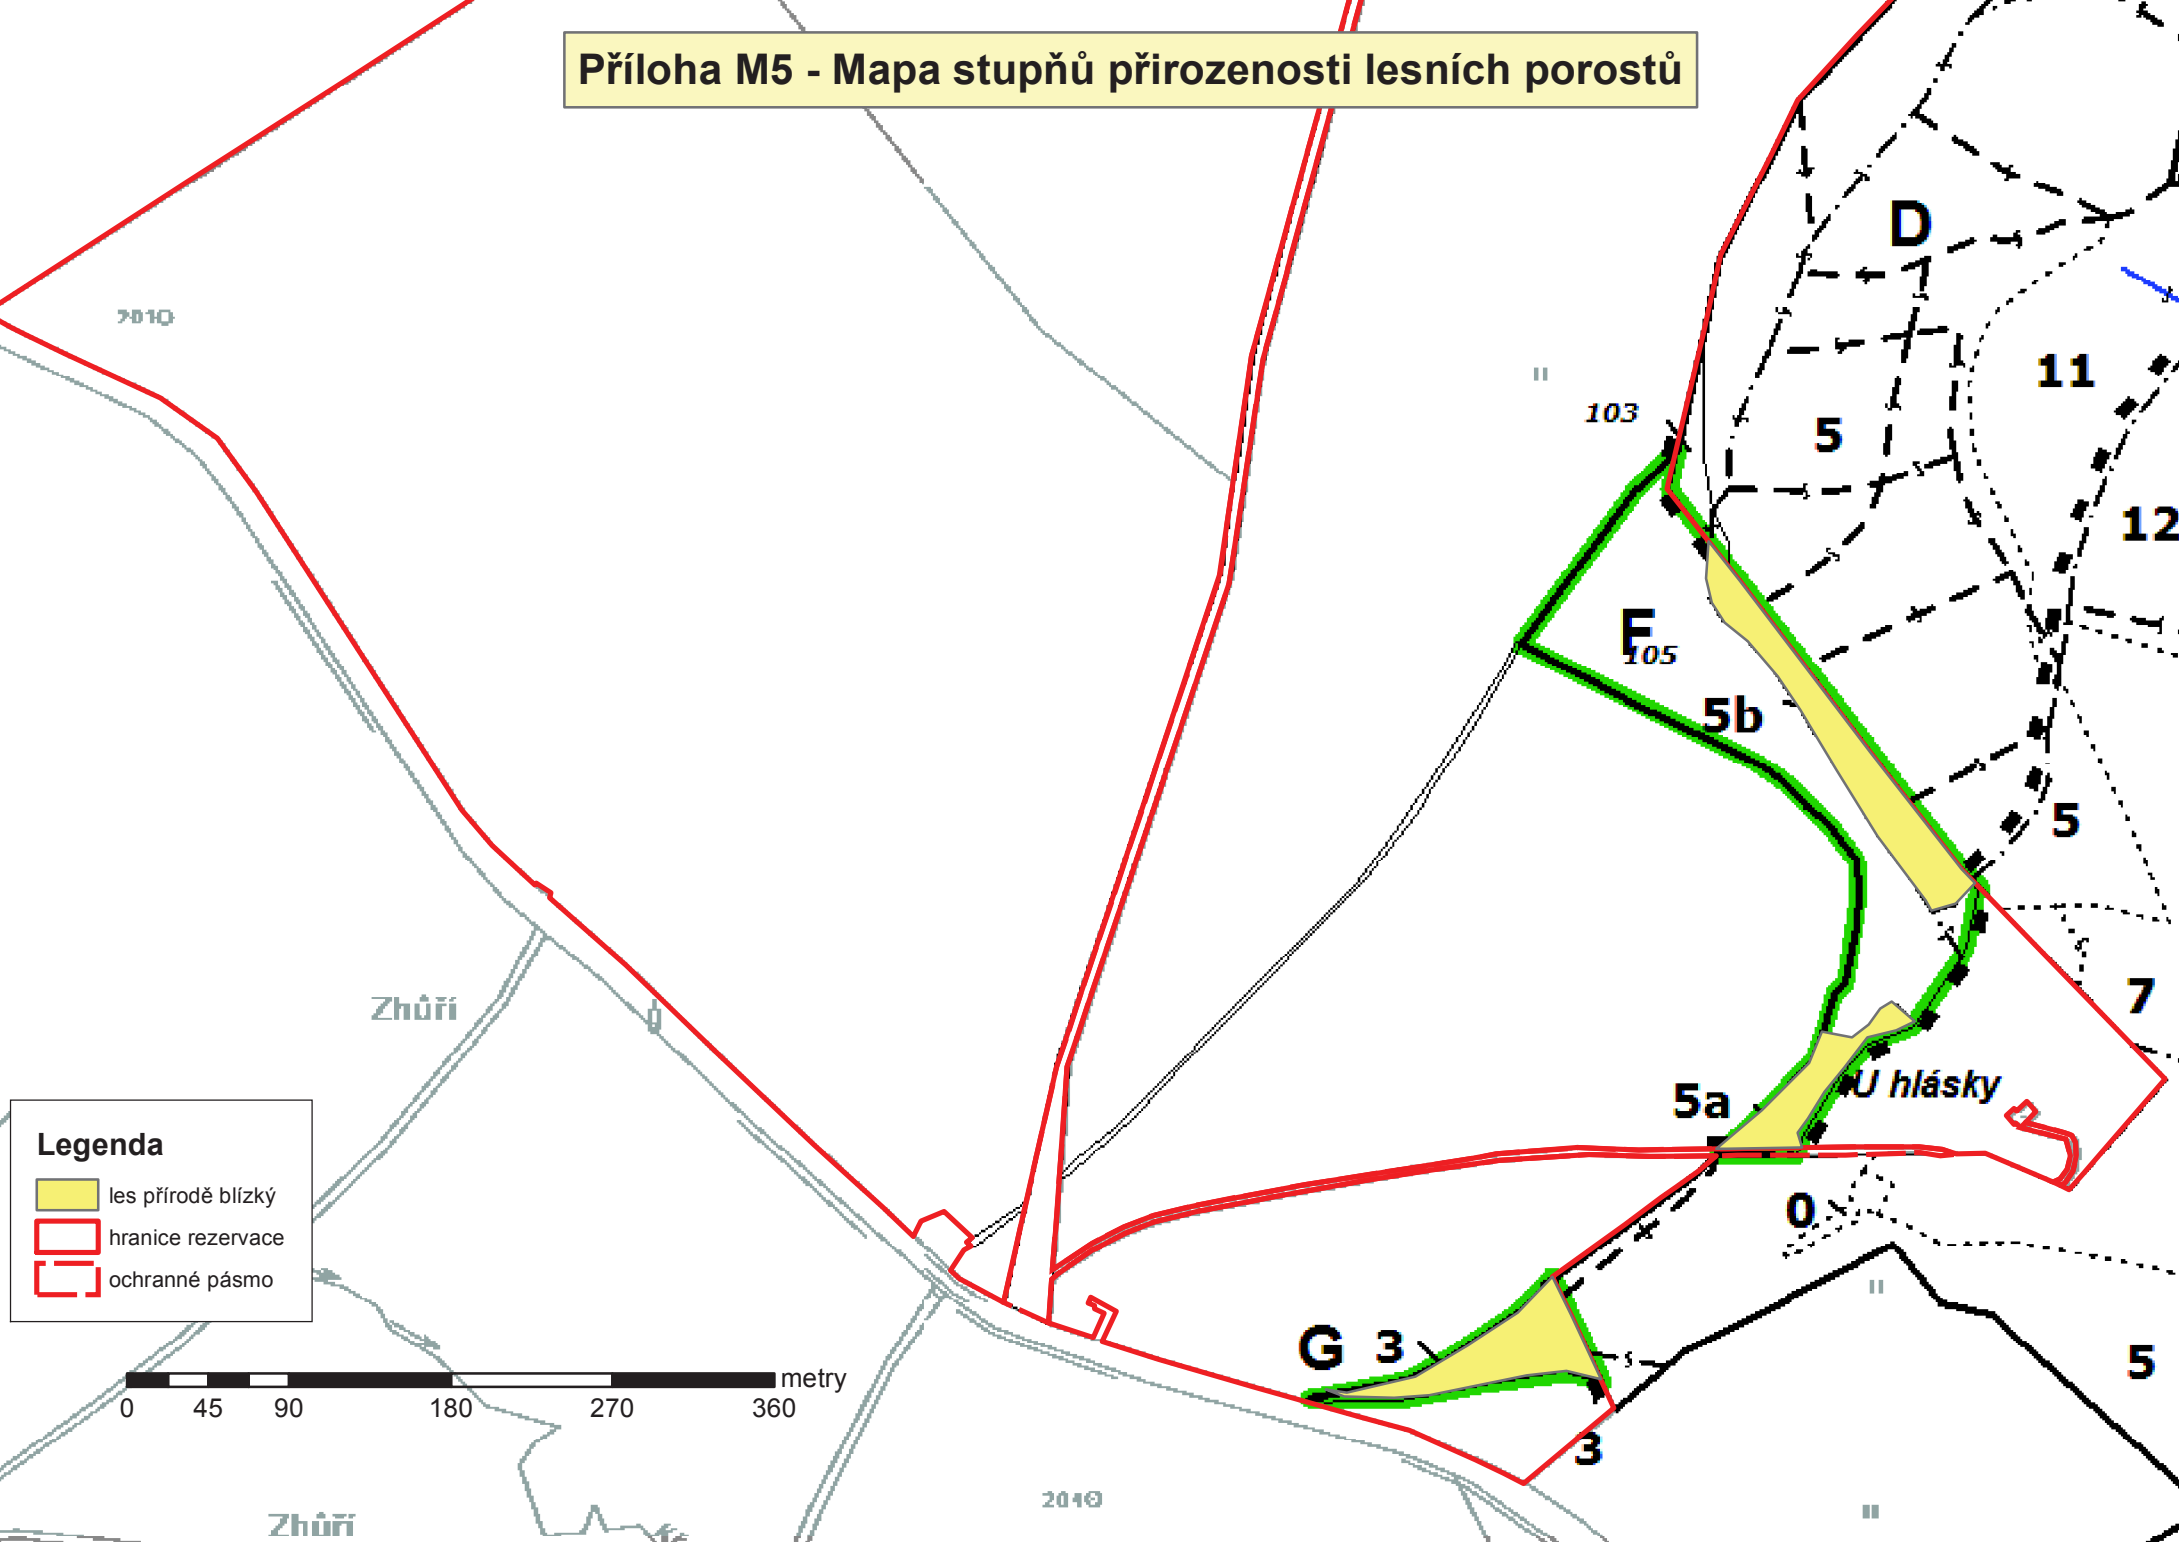 Příloha M5 - Mapa stupňů přirozenosti lesních porostů
D
2010
11
103
5
12
F
105
5b
5
Zhůří
7
5a
U hlásky
Legenda
les přírodě blízký
hranice rezervace
ochranné pásmo
0
G 3
5
metry
0 45 90 180 270 360
3
2010
Zhůří